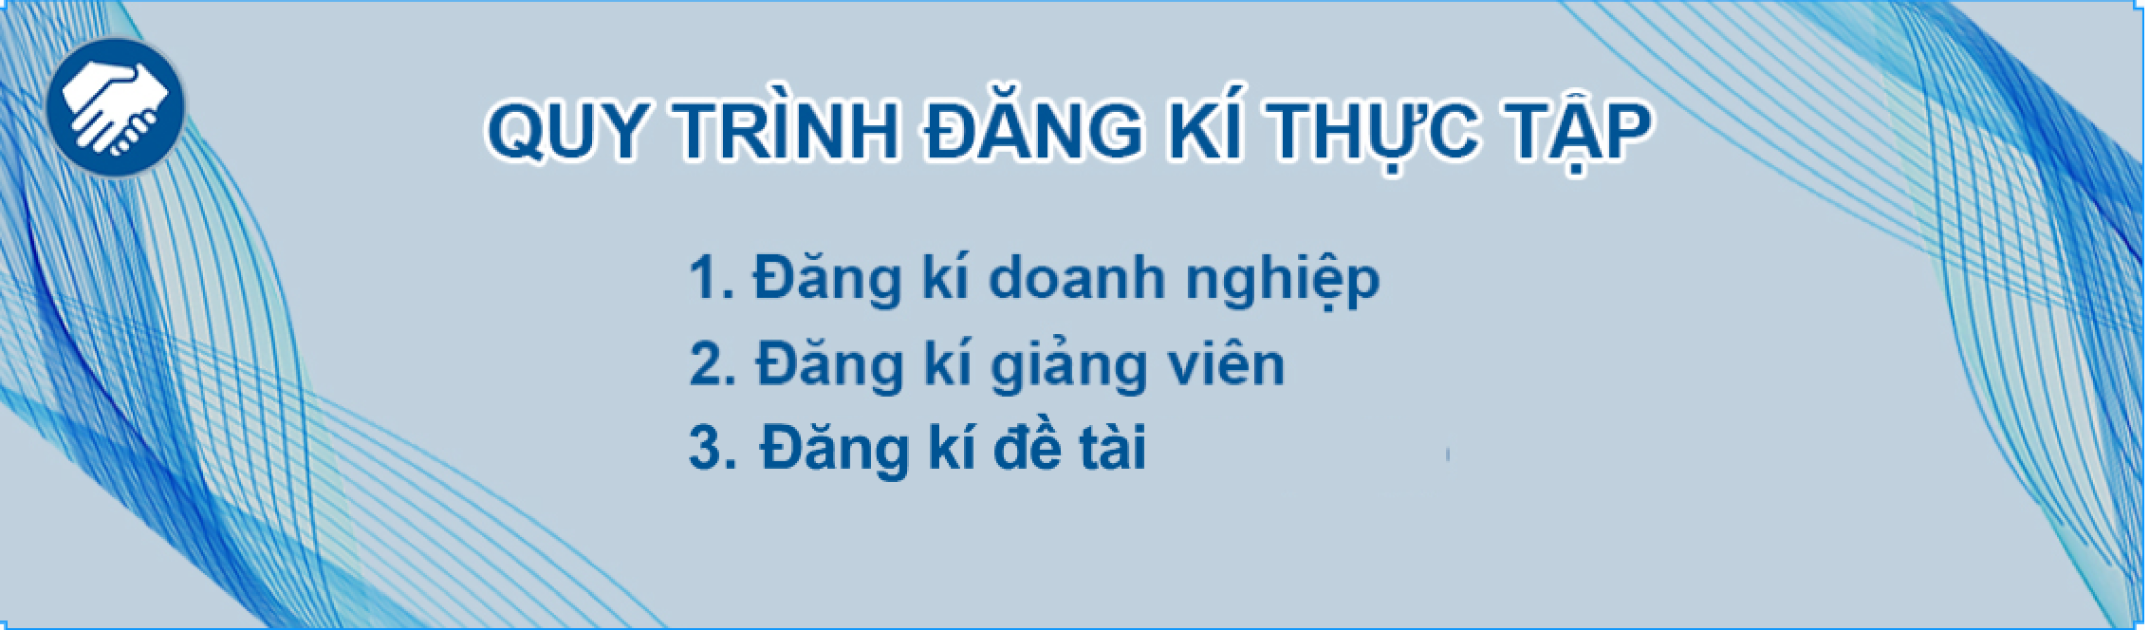 QUY TRÌNH ĐĂNG KÍ THỰC TẬP
1. Đăng kí doanh nghiệp
2. Đăng kí giảng viên
3. Đăng kí đề tài